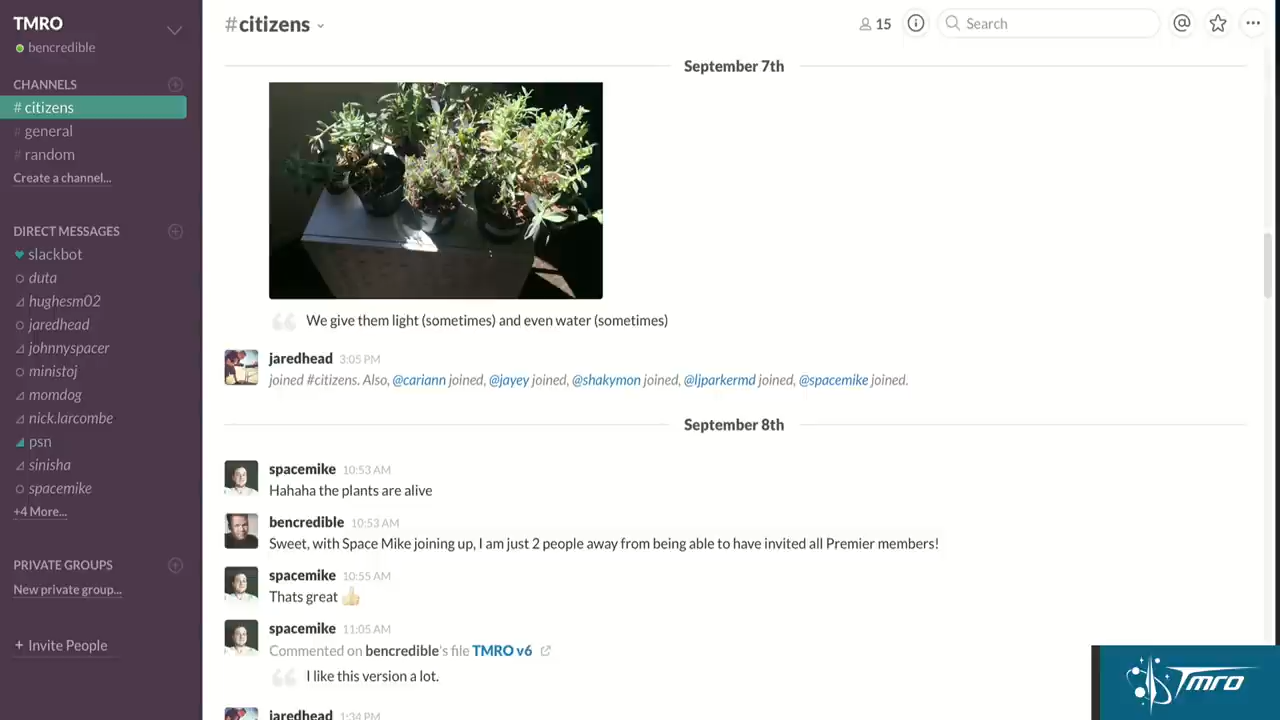 TMRO
bencredible
CHANNELS
# citizens
# general
# random
Create a channel...
DIRECT MESSAGES
slackbot
duta
hughesm02
jaredhead
johnnyspacer
ministoj
momdog
nick.larcombe
psn
sinisha
spacemike
+4 More...
PRIVATE GROUPS
New private group...
+ Invite People
#citizens
15
Search
@
September 7th
We give them light (sometimes) and even water (sometimes)
jaredhead 3:05 PM
joined #citizens. Also, @cariann joined, @jayey joined, @shakymon joined, @ljparkermd joined, @spacemike joined.
September 8th
spacemike 10:53 AM
Hahaha the plants are alive
bencredible 10:53 AM
Sweet, with Space Mike joining up, I am just 2 people away from being able to have invited all Premier members!
spacemike 10:55 AM
Thats great
spacemike 11:05 AM
Commented on bencredible's file TMRO v6
I like this version a lot.
jaredhead 1:34 PM
Tmro